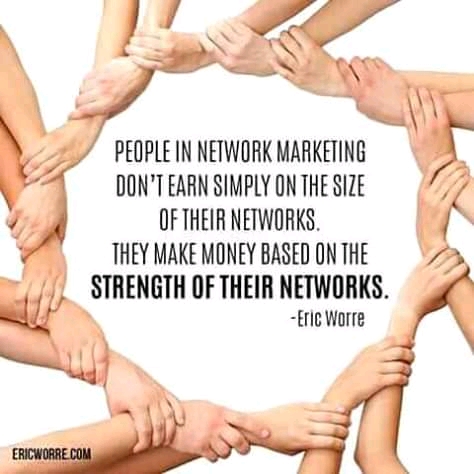 PEOPLE IN NETWORK MARKETING
DON'T EARN SIMPLY ON THE SIZE
OF THEIR NETWORKS.
THEY MAKE MONEY BASED ON THE
STRENGTH OF THEIR NETWORKS.
-Eric Worre
ERICWORRE.COM